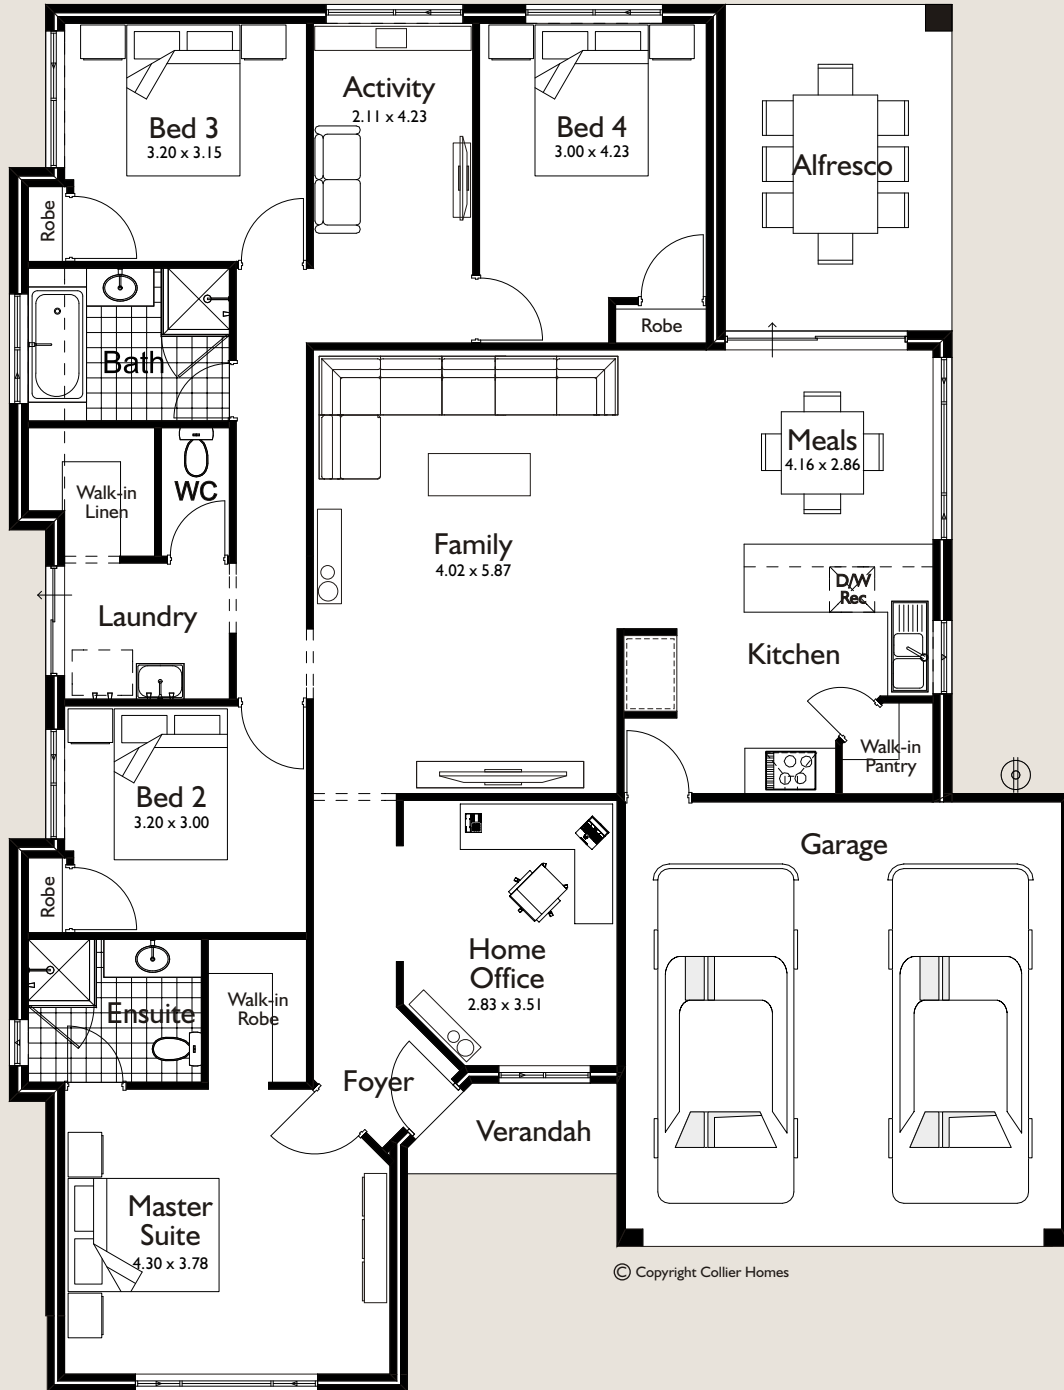 Bed 3
3.20 x 3.15
Activity
2.11 x 4.23
Bed 4
3.00 x 4.23
Alfresco
Robe
Robe
Bath
Meals
4.16 x 2.86
Walk-in
Linen
WC
Family
4.02 x 5.87
D/W
Rec
Laundry
Kitchen
Walk-in
Pantry
Bed 2
3.20 x 3.00
Garage
Robe
Home
Office
2.83 x 3.51
Ensuite
Walk-in
Robe
Foyer
Verandah
Master
Suite
4.30 x 3.78
© Copyright Collier Homes